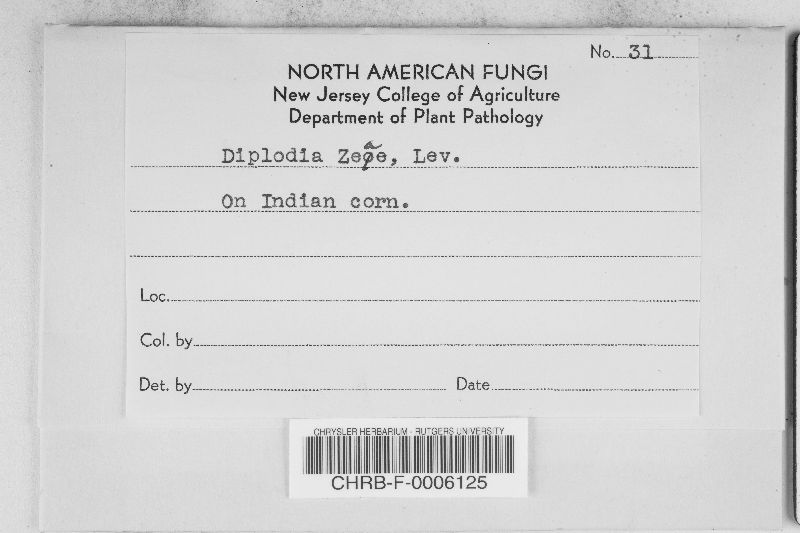 No. 31
NORTH AMERICAN FUNGI
New Jersey College of Agriculture
Department of Plant Pathology
Diplodia Zeae, Lev.
On Indian corn.
Loc.
Col. by
Det. by Date
CHRYSLER HERBARIUM - RUTGERS UNIVERSITY
CHRB-F-0006125